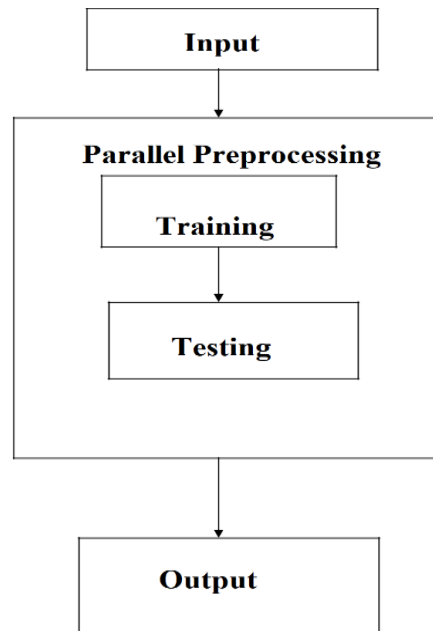 Input
Parallel Preprocessing
Training
Testing
Output